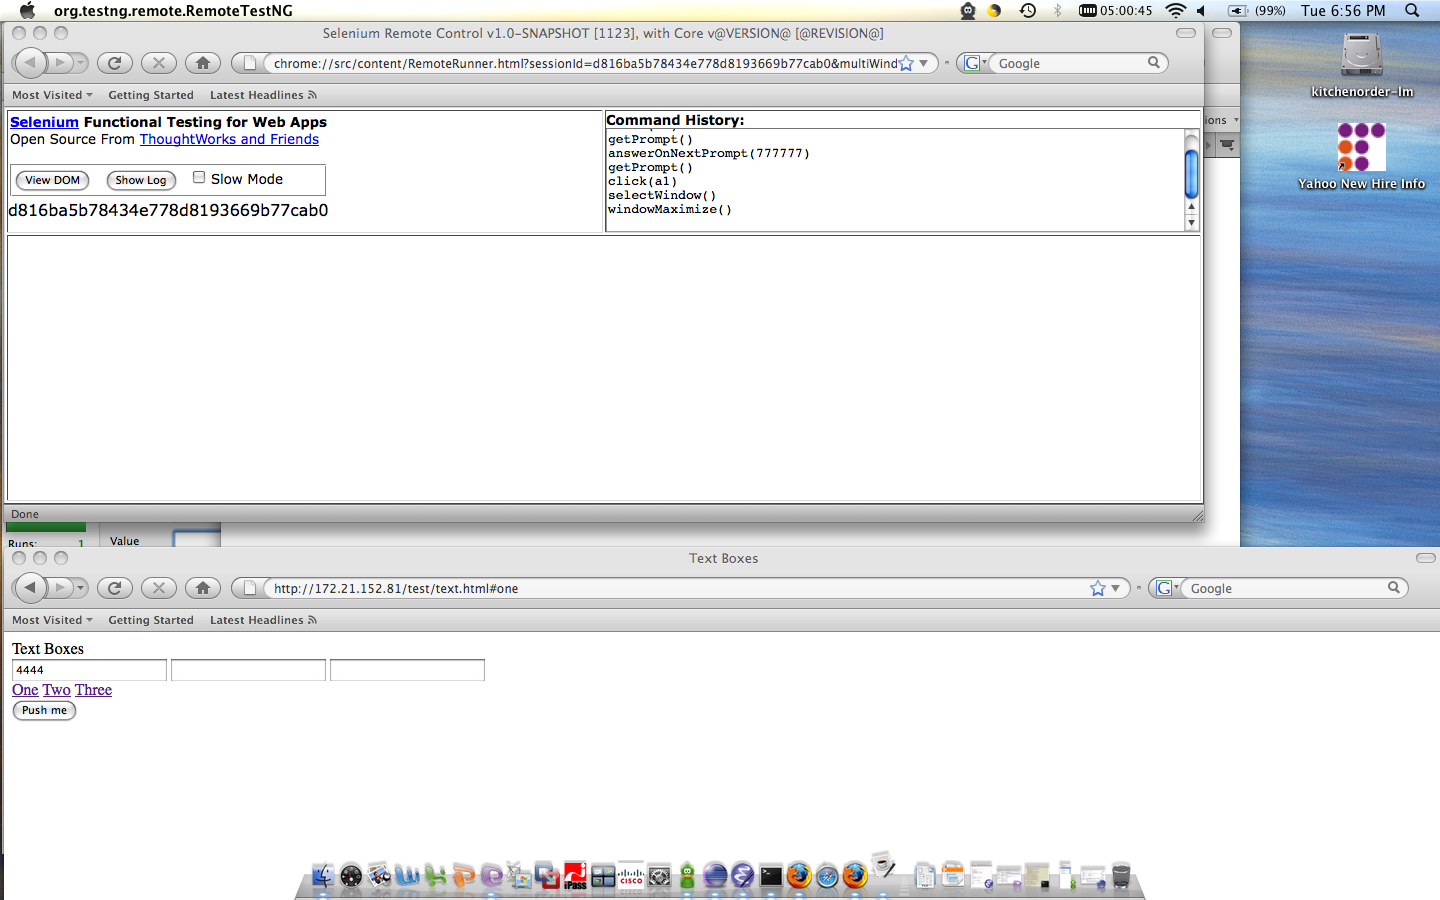 org.testng.remote.RemoteTestNG
05:00:45
(99%)
Tue 6:56 PM
Selenium Remote Control v1.0-SNAPSHOT [1123], with Core v@VERSION@ [@REVISION@]
chrome://src/content/RemoteRunner.html?sessionId=d816ba5b78434e778d8193669b77cab0&multiWind
Google
Most Visited
Getting Started
Latest Headlines
Selenium Functional Testing for Web Apps
Open Source From ThoughtWorks and Friends
View DOM
Show Log
Slow Mode
d816ba5b78434e778d8193669b77cab0
Command History:
getPrompt()
answerOnNextPrompt(777777)
getPrompt()
click(a1)
selectWindow()
windowMaximize()
ions
kitchenorder-lm
Yahoo New Hire Info
Done
Runs: 1
Value
Text Boxes
http://172.21.152.81/test/text.html#one
Google
Most Visited
Getting Started
Latest Headlines
Text Boxes
4444
One Two Three
Push me
iPass
CISCO